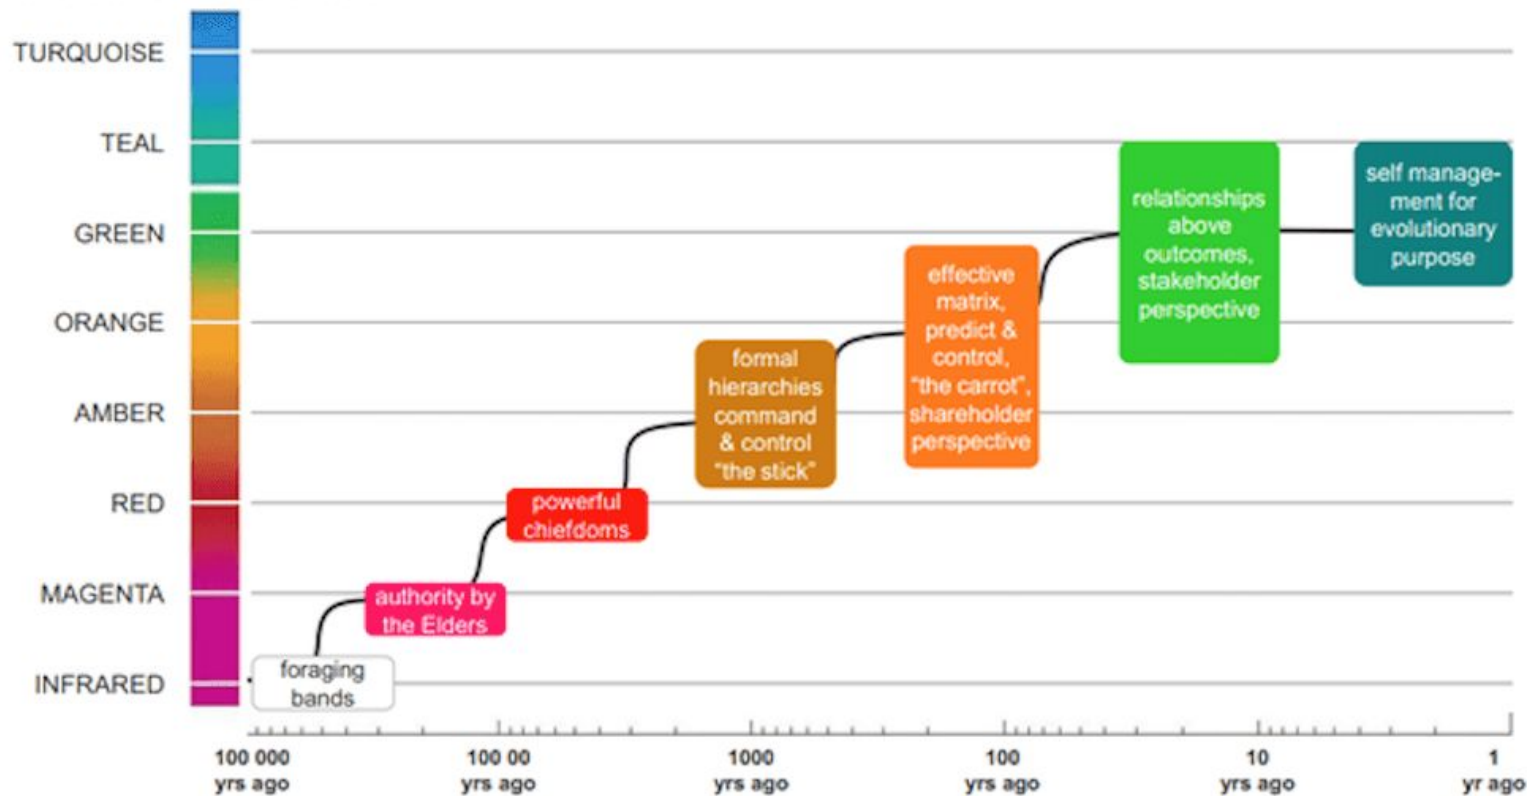 TURQUOISE
TEAL
GREEN
ORANGE
AMBER
RED
MAGENTA
INFRARED
foraging
bands
authority by
the Elders
powerful
chiefdoms
formal
hierarchies
command
& control
"the stick"
effective
matrix,
predict &
control,
"the carrot",
shareholder
perspective
relationships
above
outcomes,
stakeholder
perspective
self manage-
ment for
evolutionary
purpose
100 000
yrs ago
100 00
yrs ago
1000
yrs ago
100
yrs ago
10
yrs ago
1
yr ago